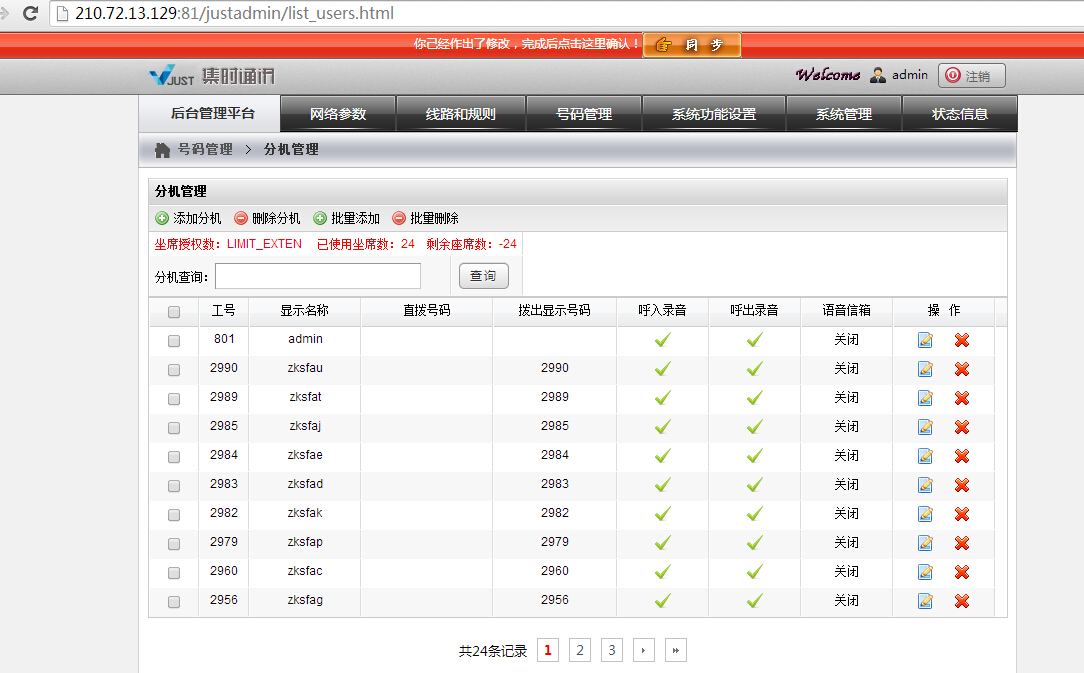 210.72.13.129:81/justadmin/list_users.html
你已经作出了修改，完成后点击这里确认！ 同 步
JUST 集时通讯 Welcome admin 注销
后台管理平台 网络参数 线路和规则 号码管理 系统功能设置 系统管理 状态信息
号码管理 > 分机管理
分机管理
添加分机 删除分机 批量添加 批量删除
坐席授权数：LIMIT_EXTEN 已使用坐席数：24 剩余座席数：-24
分机查询： 查询
工号 显示名称 直拨号码 拨出显示号码 呼入录音 呼出录音 语音信箱 操 作
801 admin 关闭
2990 zksfau 2990 关闭
2989 zksfat 2989 关闭
2985 zksfaj 2985 关闭
2984 zksfae 2984 关闭
2983 zksfad 2983 关闭
2982 zksfak 2982 关闭
2979 zksfap 2979 关闭
2960 zksfac 2960 关闭
2956 zksfag 2956 关闭
共24条记录 1 2 3 › »